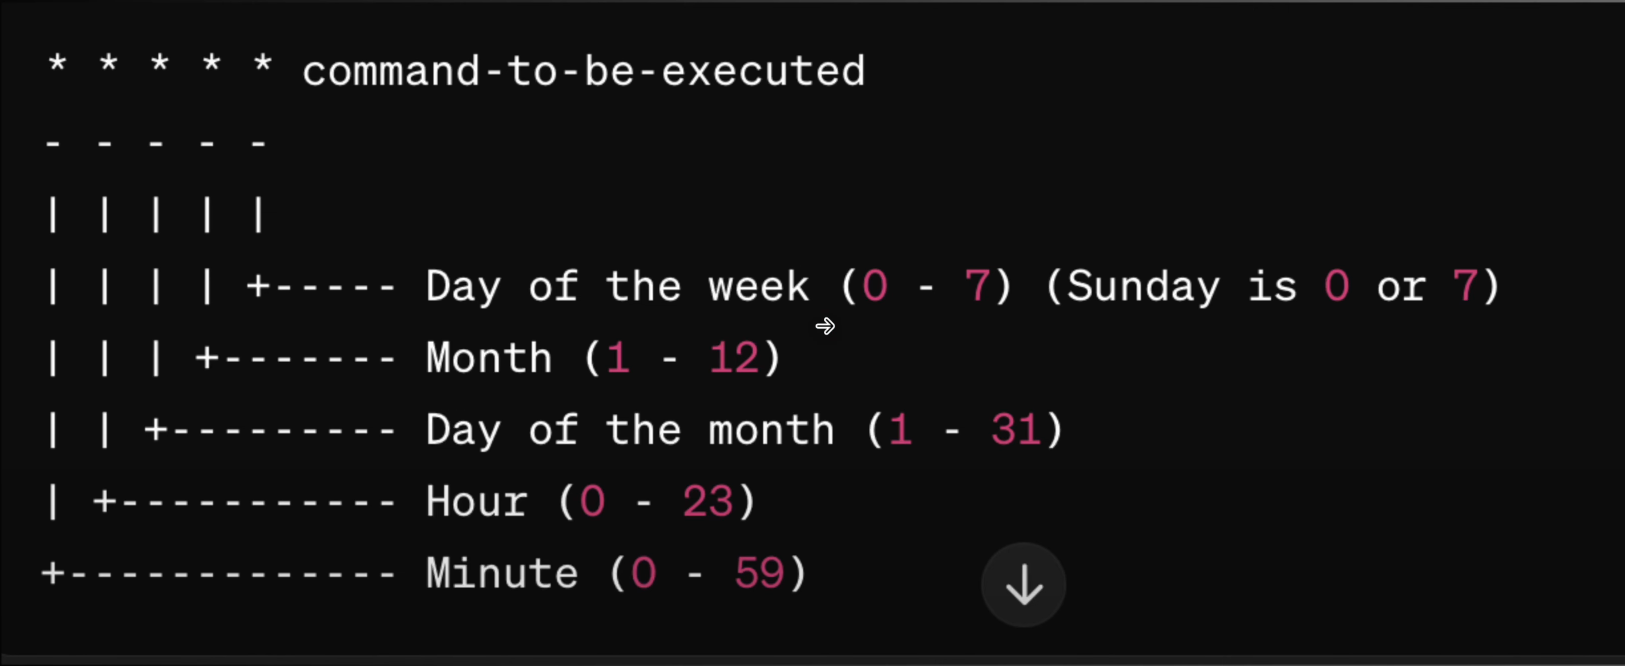 * * * * * command-to-be-executed
- - - - -
| | | | |
| | | | +----- Day of the week (0 - 7) (Sunday is 0 or 7)
| | | +------- Month (1 - 12)
| | +--------- Day of the month (1 - 31)
| +----------- Hour (0 - 23)
+------------- Minute (0 - 59)